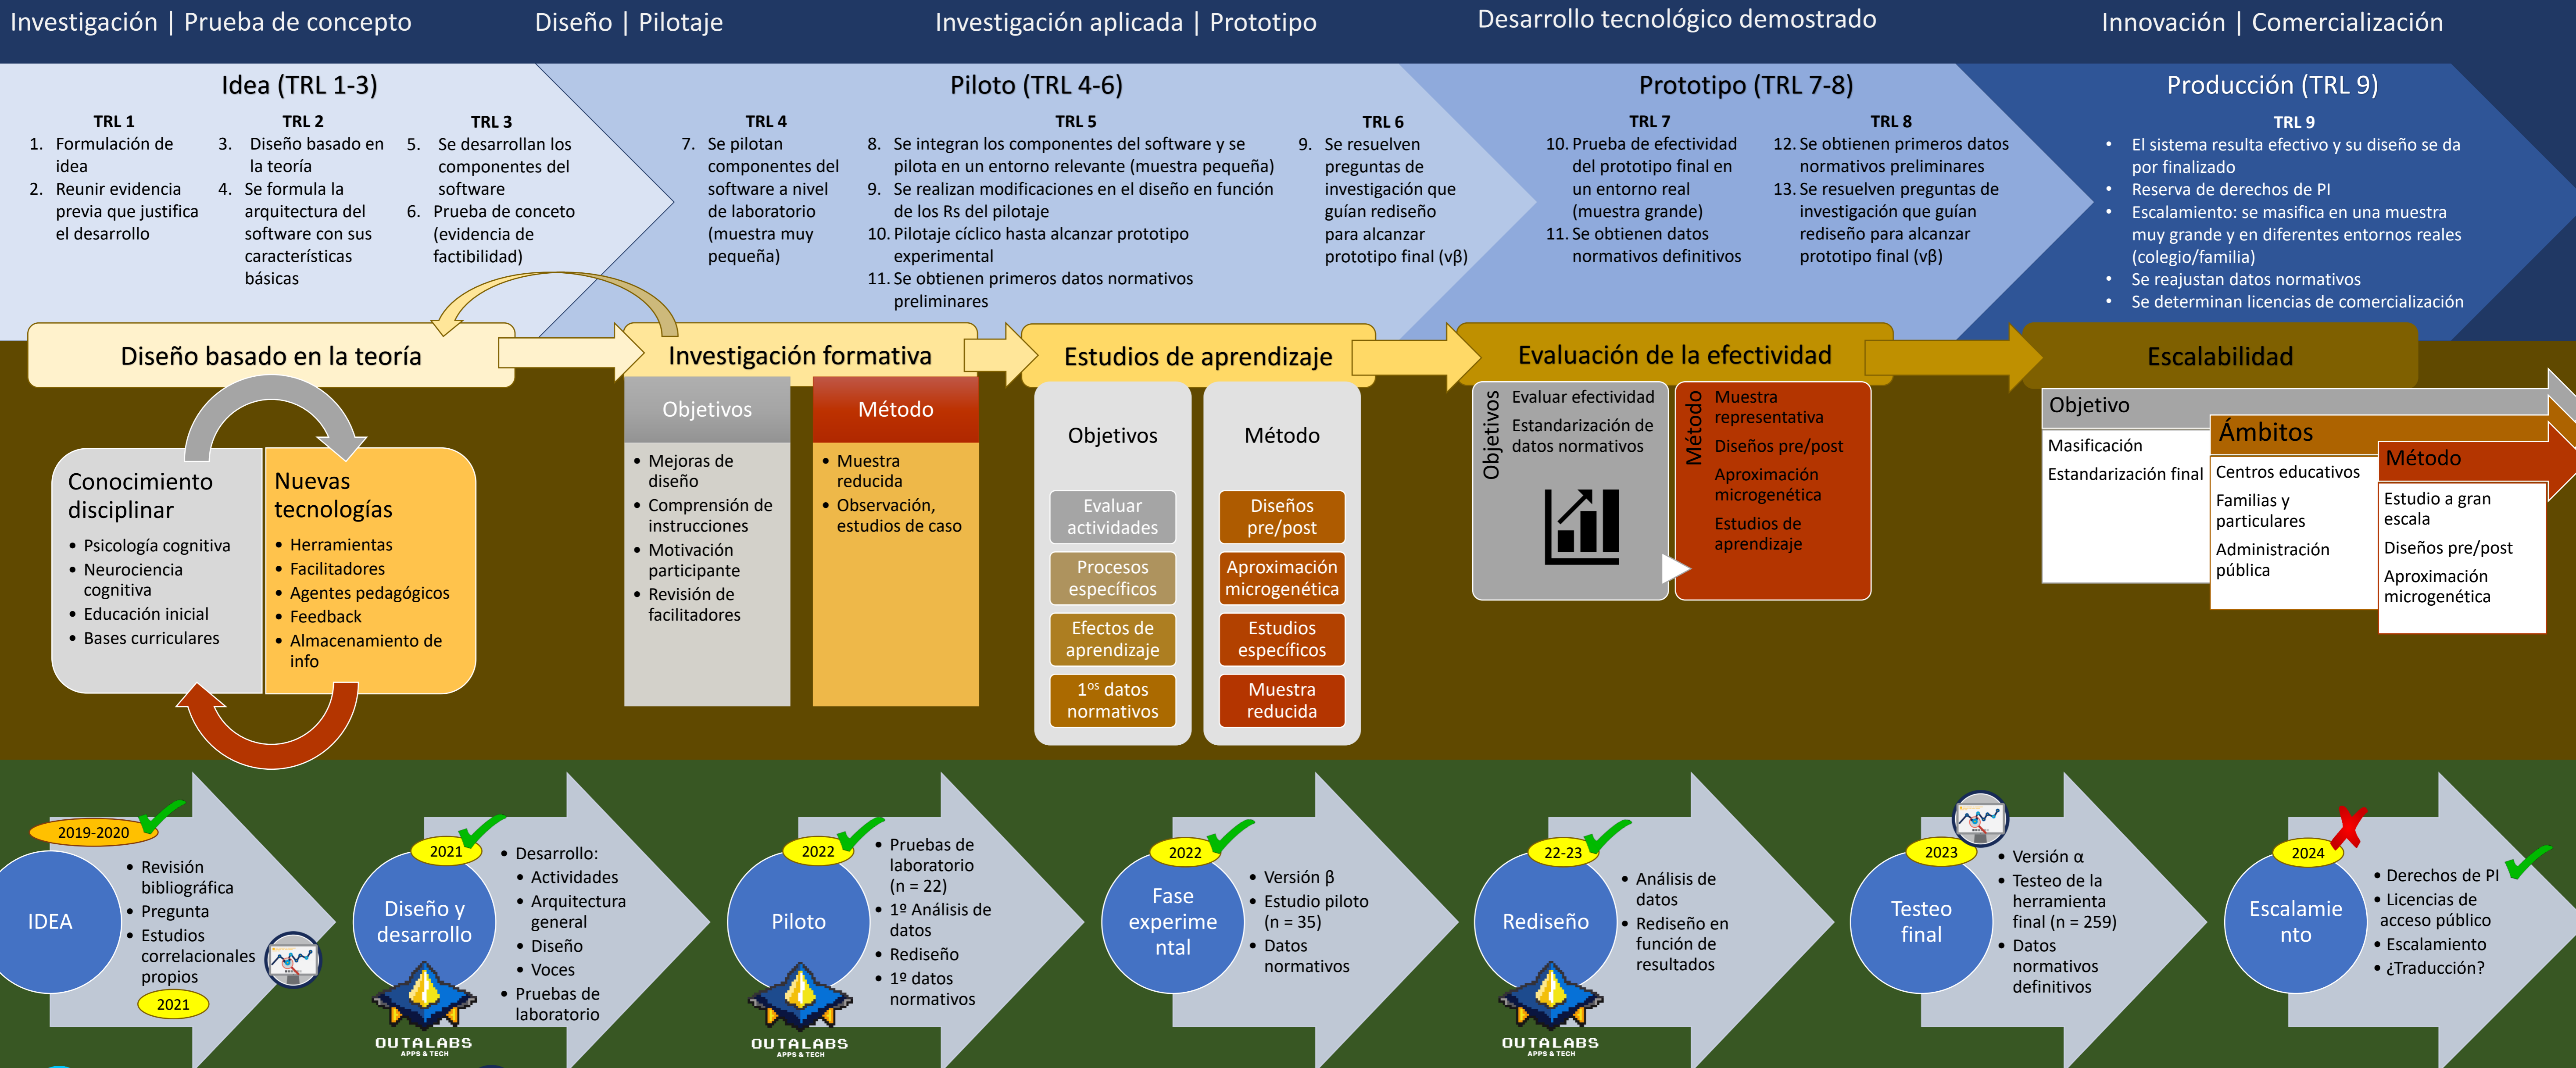 Investigación | Prueba de concepto
Diseño | Pilotaje
Investigación aplicada | Prototipo
Desarrollo tecnológico demostrado
Innovación | Comercialización
Idea (TRL 1-3)
TRL 1
1. Formulación de
idea
2. Reunir evidencia
previa que justifica
el desarrollo
TRL 2
3. Diseño basado en
la teoría
4. Se formula la
arquitectura del
software con sus
características
básicas
TRL 3
5. Se desarrollan los
componentes del
software
6. Prueba de conceto
(evidencia de
factibilidad)
Piloto (TRL 4-6)
TRL 4
7. Se pilotan
componentes del
software a nivel
de laboratorio
(muestra muy
pequeña)
TRL 5
8. Se integran los componentes del software y se
pilota en un entorno relevante (muestra pequeña)
9. Se realizan modificaciones en el diseño en función
de los Rs del pilotaje
10. Pilotaje cíclico hasta alcanzar prototipo
experimental
11. Se obtienen primeros datos normativos
preliminares
TRL 6
9. Se resuelven
preguntas de
investigación que
guían rediseño
para alcanzar
prototipo final (vβ)
Prototipo (TRL 7-8)
TRL 7
10. Prueba de efectividad
del prototipo final en
un entorno real
(muestra grande)
11. Se obtienen datos
normativos definitivos
TRL 8
12. Se obtienen primeros datos
normativos preliminares
13. Se resuelven preguntas de
investigación que guían
rediseño para alcanzar
prototipo final (vβ)
Producción (TRL 9)
TRL 9
• El sistema resulta efectivo y su diseño se da
por finalizado
• Reserva de derechos de PI
• Escalamiento: se masifica en una muestra
muy grande y en diferentes entornos reales
(colegio/familia)
• Se reajustan datos normativos
• Se determinan licencias de comercialización
Diseño basado en la teoría
Investigación formativa
Estudios de aprendizaje
Evaluación de la efectividad
Escalabilidad
Conocimiento
disciplinar
• Psicología cognitiva
• Neurociencia
cognitiva
• Educación inicial
• Bases curriculares
Nuevas
tecnologías
• Herramientas
• Facilitadores
• Agentes pedagógicos
• Feedback
• Almacenamiento de
info
Objetivos
• Mejoras de
diseño
• Comprensión de
instrucciones
• Motivación
participante
• Revisión de
facilitadores
Método
• Muestra
reducida
• Observación,
estudios de caso
Objetivos
Evaluar
actividades
Procesos
específicos
Efectos de
aprendizaje
1os datos
normativos
Método
Diseños
pre/post
Aproximación
microgenética
Estudios
específicos
Muestra
reducida
Objetivos
Evaluar efectividad
Estandarización de
datos normativos
Método
Muestra
representativa
Diseños pre/post
Aproximación
microgenética
Estudios de
aprendizaje
Objetivo
Masificación
Estandarización final
Ámbitos
Centros educativos
Familias y
particulares
Administración
pública
Método
Estudio a gran
escala
Diseños pre/post
Aproximación
microgenética
2019-2020
IDEA
• Revisión
bibliográfica
• Pregunta
• Estudios
correlacionales
propios
2021
2021
Diseño y
desarrollo
• Desarrollo:
• Actividades
• Arquitectura
general
• Diseño
• Voces
• Pruebas de
laboratorio
OUTALABS
APPS & TECH
2022
Piloto
• Pruebas de
laboratorio
(n = 22)
• 1º Análisis de
datos
• Rediseño
• 1º datos
normativos
OUTALABS
APPS & TECH
2022
Fase
experime
ntal
• Versión β
• Estudio piloto
(n = 35)
• Datos
normativos
22-23
Rediseño
• Análisis de
datos
• Rediseño en
función de
resultados
OUTALABS
APPS & TECH
2023
Testeo
final
• Versión α
• Testeo de la
herramienta
final (n = 259)
• Datos
normativos
definitivos
2024
Escalamie
nto
• Derechos de PI
• Licencias de
acceso público
• Escalamiento
• ¿Traducción?